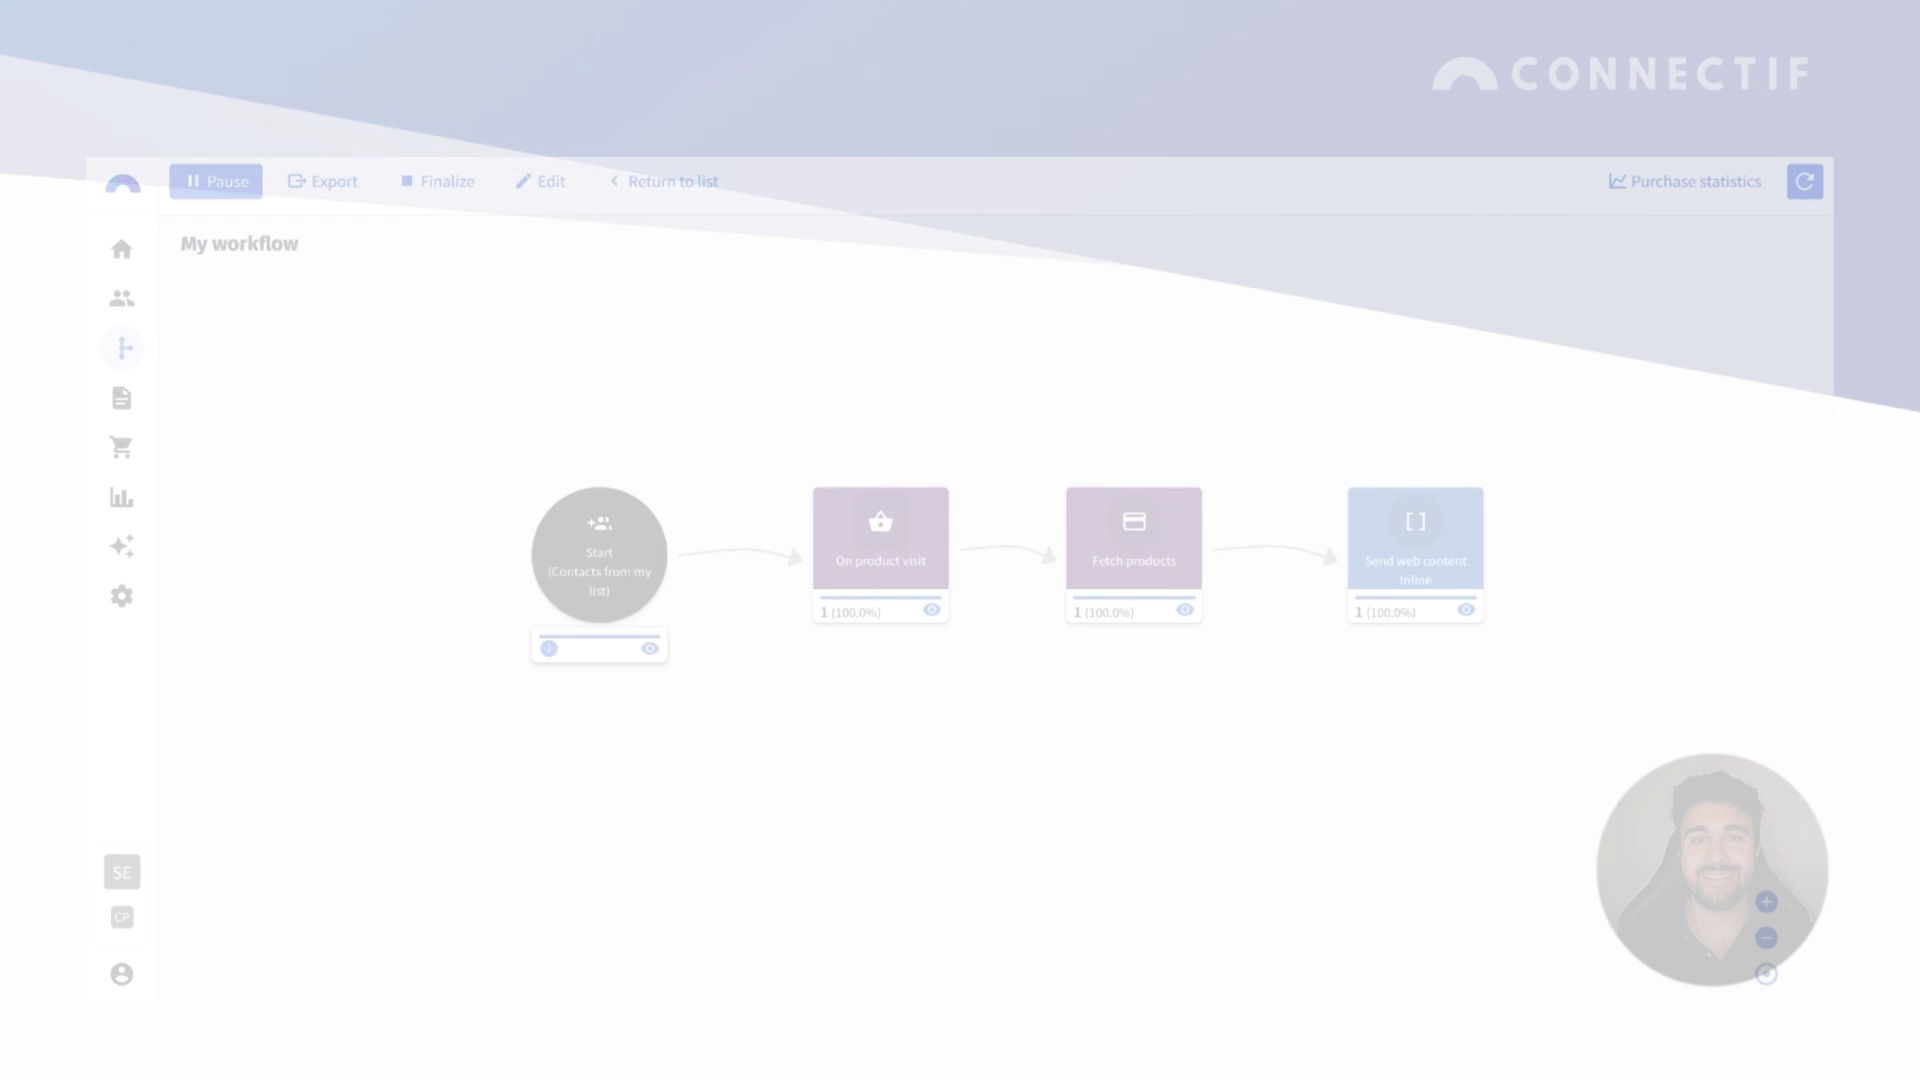 CONNECTIF
Pause
Export
Finalize
Edit
Return to list
Purchase statistics
My workflow
Start
(Contacts from my
list)
On product visit
Fetch products
Send web content
Inline
1 (100.0%)
1 (100.0%)
1 (100.0%)
SE
CP